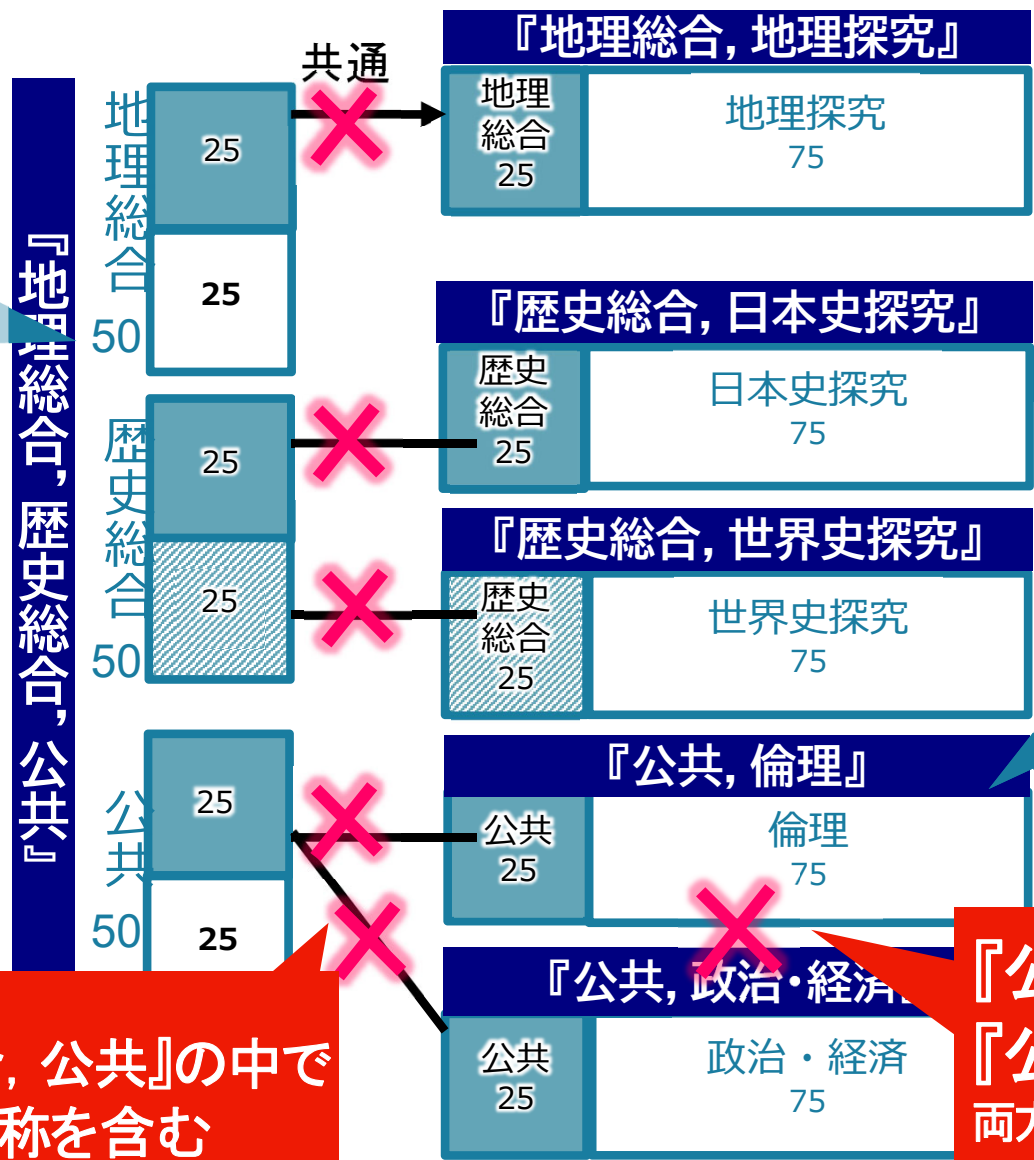 『地理総合, 歴史総合, 公共』
共通
地理総合
50
25
25
『地理総合, 地理探究』
地理
総合
25
地理探究
75
歴史総合
50
25
25
『歴史総合, 日本史探究』
歴史
総合
25
日本史探究
75
『歴史総合, 世界史探究』
歴史
総合
25
世界史探究
75
公共
50
25
25
『公共, 倫理』
公共
25
倫理
75
『公共, 政治・経済
公共
25
政治・経済
75
, 公共』の中で
称を含む
『公
『公
両